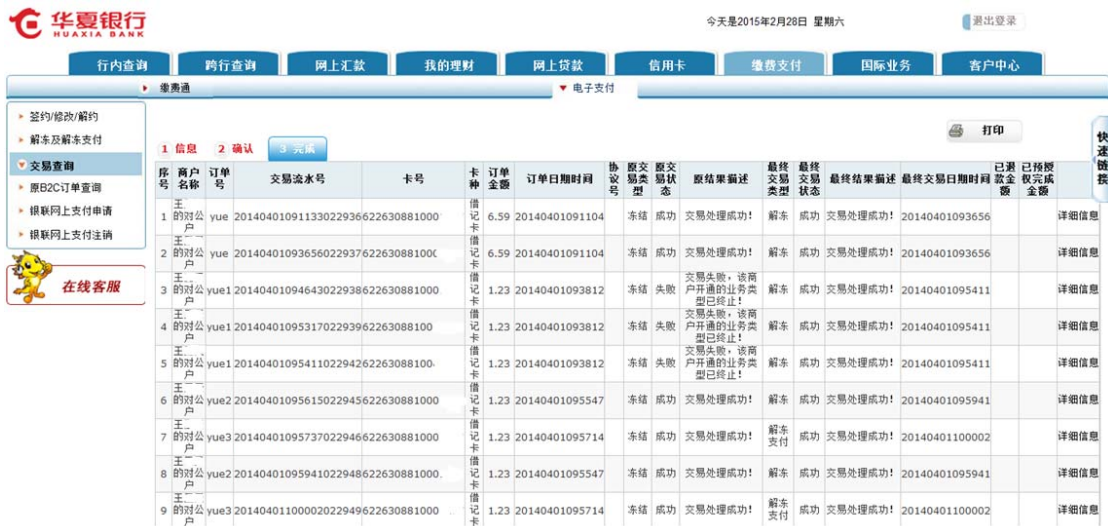 华夏银行
HUAXIA BANK
今天是2015年2月28日 星期六
退出登录
行内查询 跨行查询 网上汇款 我的理财 网上贷款 信用卡 缴费支付 国际业务 客户中心
缴费通 电子支付
签约/修改/解约
解冻及解冻支付
交易查询
原B2C订单查询
银联网上支付申请
银联网上支付注销
在线客服
打印
快速链接
1 信息 2 确认 3 完成
序号 商户名称 订单号 交易流水号 卡号 卡种 订单金额 订单日期时间 协议号 原交易类型 原交易状态 原结果描述 最终交易类型 最终交易状态 最终结果描述 最终交易日期时间 已退款金额 已预授权完成金额
1 王 的对公户 yue 2014040109113302293 6622630881000 借记卡 6.59 20140401091104 冻结 成功 交易处理成功! 解冻 成功 交易处理成功! 20140401093656 详细信息
2 王 的对公户 yue 2014040109365602293 7622630881000 借记卡 6.59 20140401091104 冻结 成功 交易处理成功! 解冻 成功 交易处理成功! 20140401093656 详细信息
3 王 的对公户 yue1 20140401094643022938 622630881000 借记卡 1.23 20140401093812 冻结 失败 交易失败，该商户开通的业务类型已终止! 解冻 成功 交易处理成功! 20140401095411 详细信息
4 王 的对公户 yue1 20140401095317022939 62263088100 借记卡 1.23 20140401093812 冻结 失败 交易失败，该商户开通的业务类型已终止! 解冻 成功 交易处理成功! 20140401095411 详细信息
5 王 的对公户 yue1 20140401095411022942 62263088100 借记卡 1.23 20140401093812 冻结 失败 交易失败，该商户开通的业务类型已终止! 解冻 成功 交易处理成功! 20140401095411 详细信息
6 王 的对公户 yue2 20140401095615022945 6622630881000 借记卡 1.23 20140401095547 冻结 成功 交易处理成功! 解冻 成功 交易处理成功! 20140401095941 详细信息
7 王 的对公户 yue3 20140401095737022946 6622630881000 借记卡 1.23 20140401095714 冻结 成功 交易处理成功! 解冻支付 成功 交易处理成功! 20140401100002 详细信息
8 王 的对公户 yue2 20140401095941022948 6622630881000 借记卡 1.23 20140401095547 冻结 成功 交易处理成功! 解冻 成功 交易处理成功! 20140401095941 详细信息
9 王 的对公户 yue3 20140401100002022949 622630881000 借记卡 1.23 20140401095714 冻结 成功 交易处理成功! 解冻支付 成功 交易处理成功! 20140401100002 详细信息